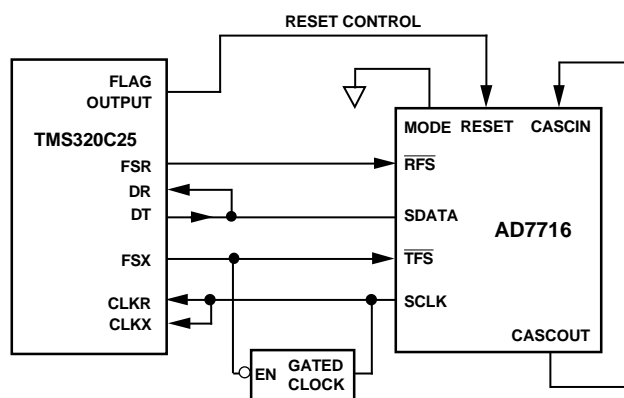 RESET CONTROL
FLAG
OUTPUT
TMS320C25
FSR
DR
DT
FSX
CLKR
CLKX
MODE RESET CASCIN
RFS
SDATA
AD7716
TFS
SCLK
CASCOUT
EN GATED
CLOCK